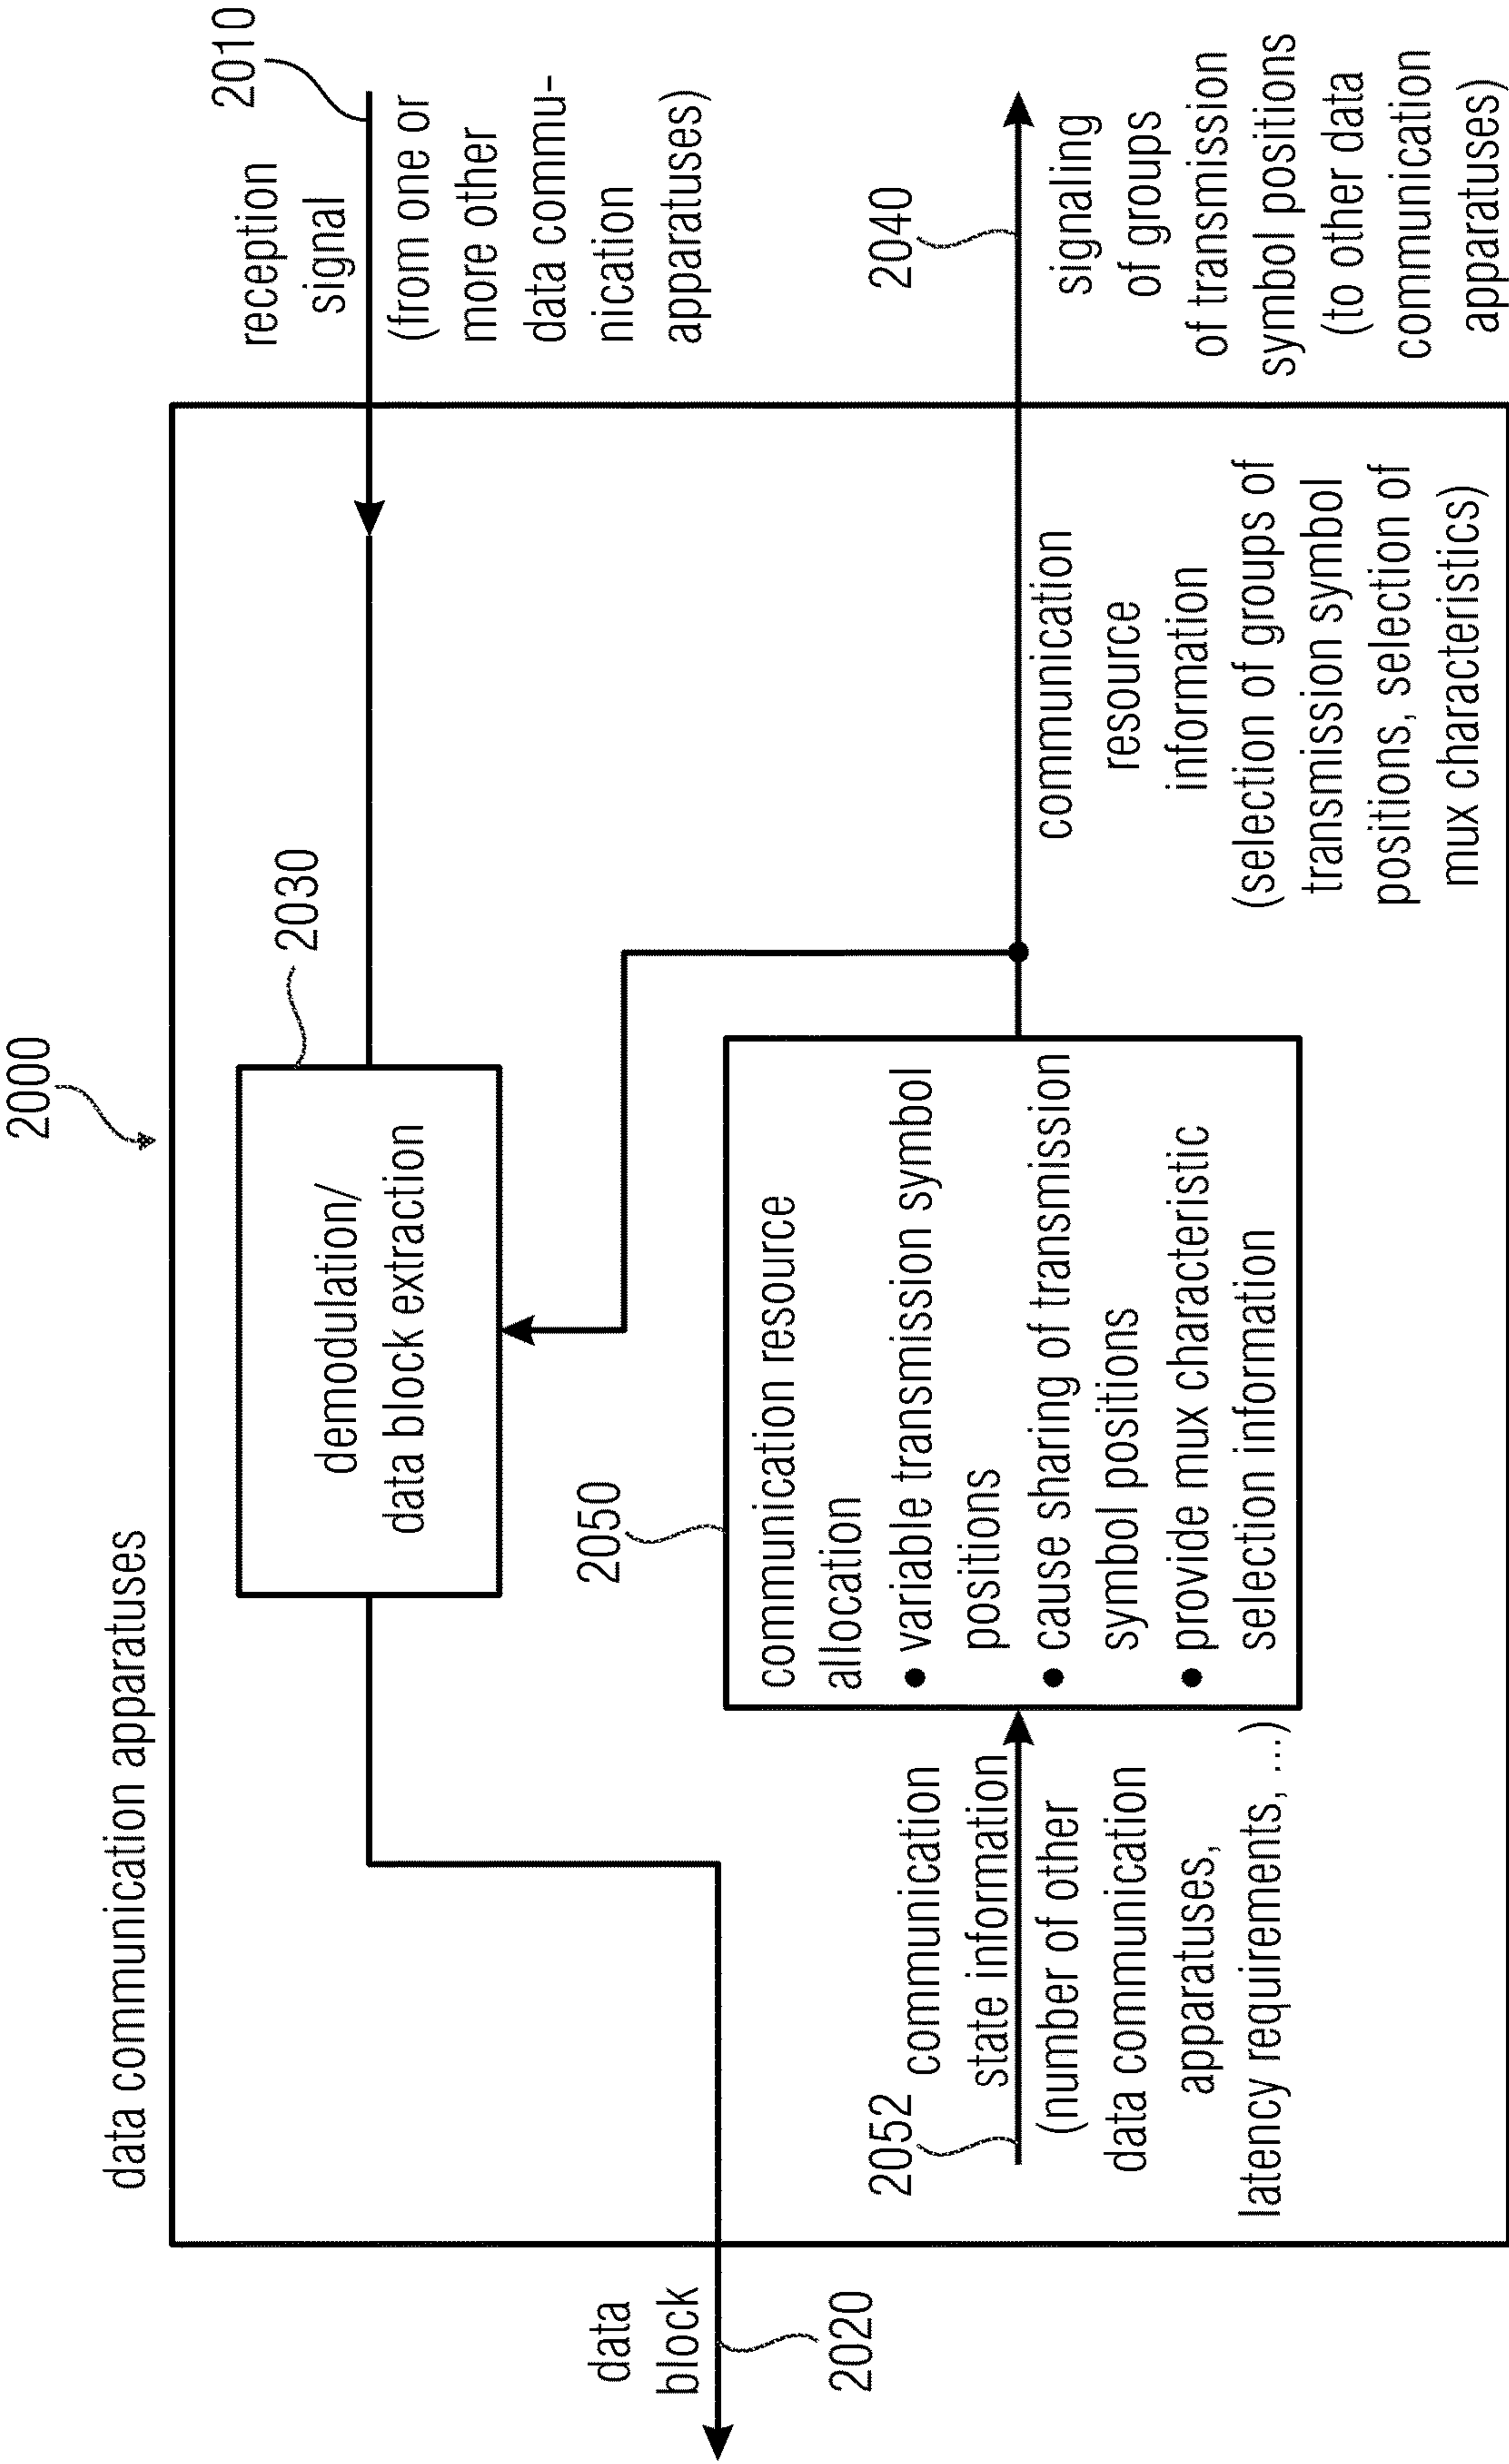 2000
data communication apparatuses
2010
reception
signal
(from one or
more other
data commu-
nication
apparatuses)
2030
demodulation/
data block extraction
data
block
2020
2050
communication resource
allocation
• variable transmission symbol
positions
• cause sharing of transmission
symbol positions
• provide mux characteristic
selection information
2052
communication
state information
(number of other
data communication
apparatuses,
latency requirements, ...)
communication
resource
information
(selection of groups of
transmission symbol
positions, selection of
mux characteristics)
2040
signaling
of groups
of transmission
symbol positions
(to other data
communication
apparatuses)